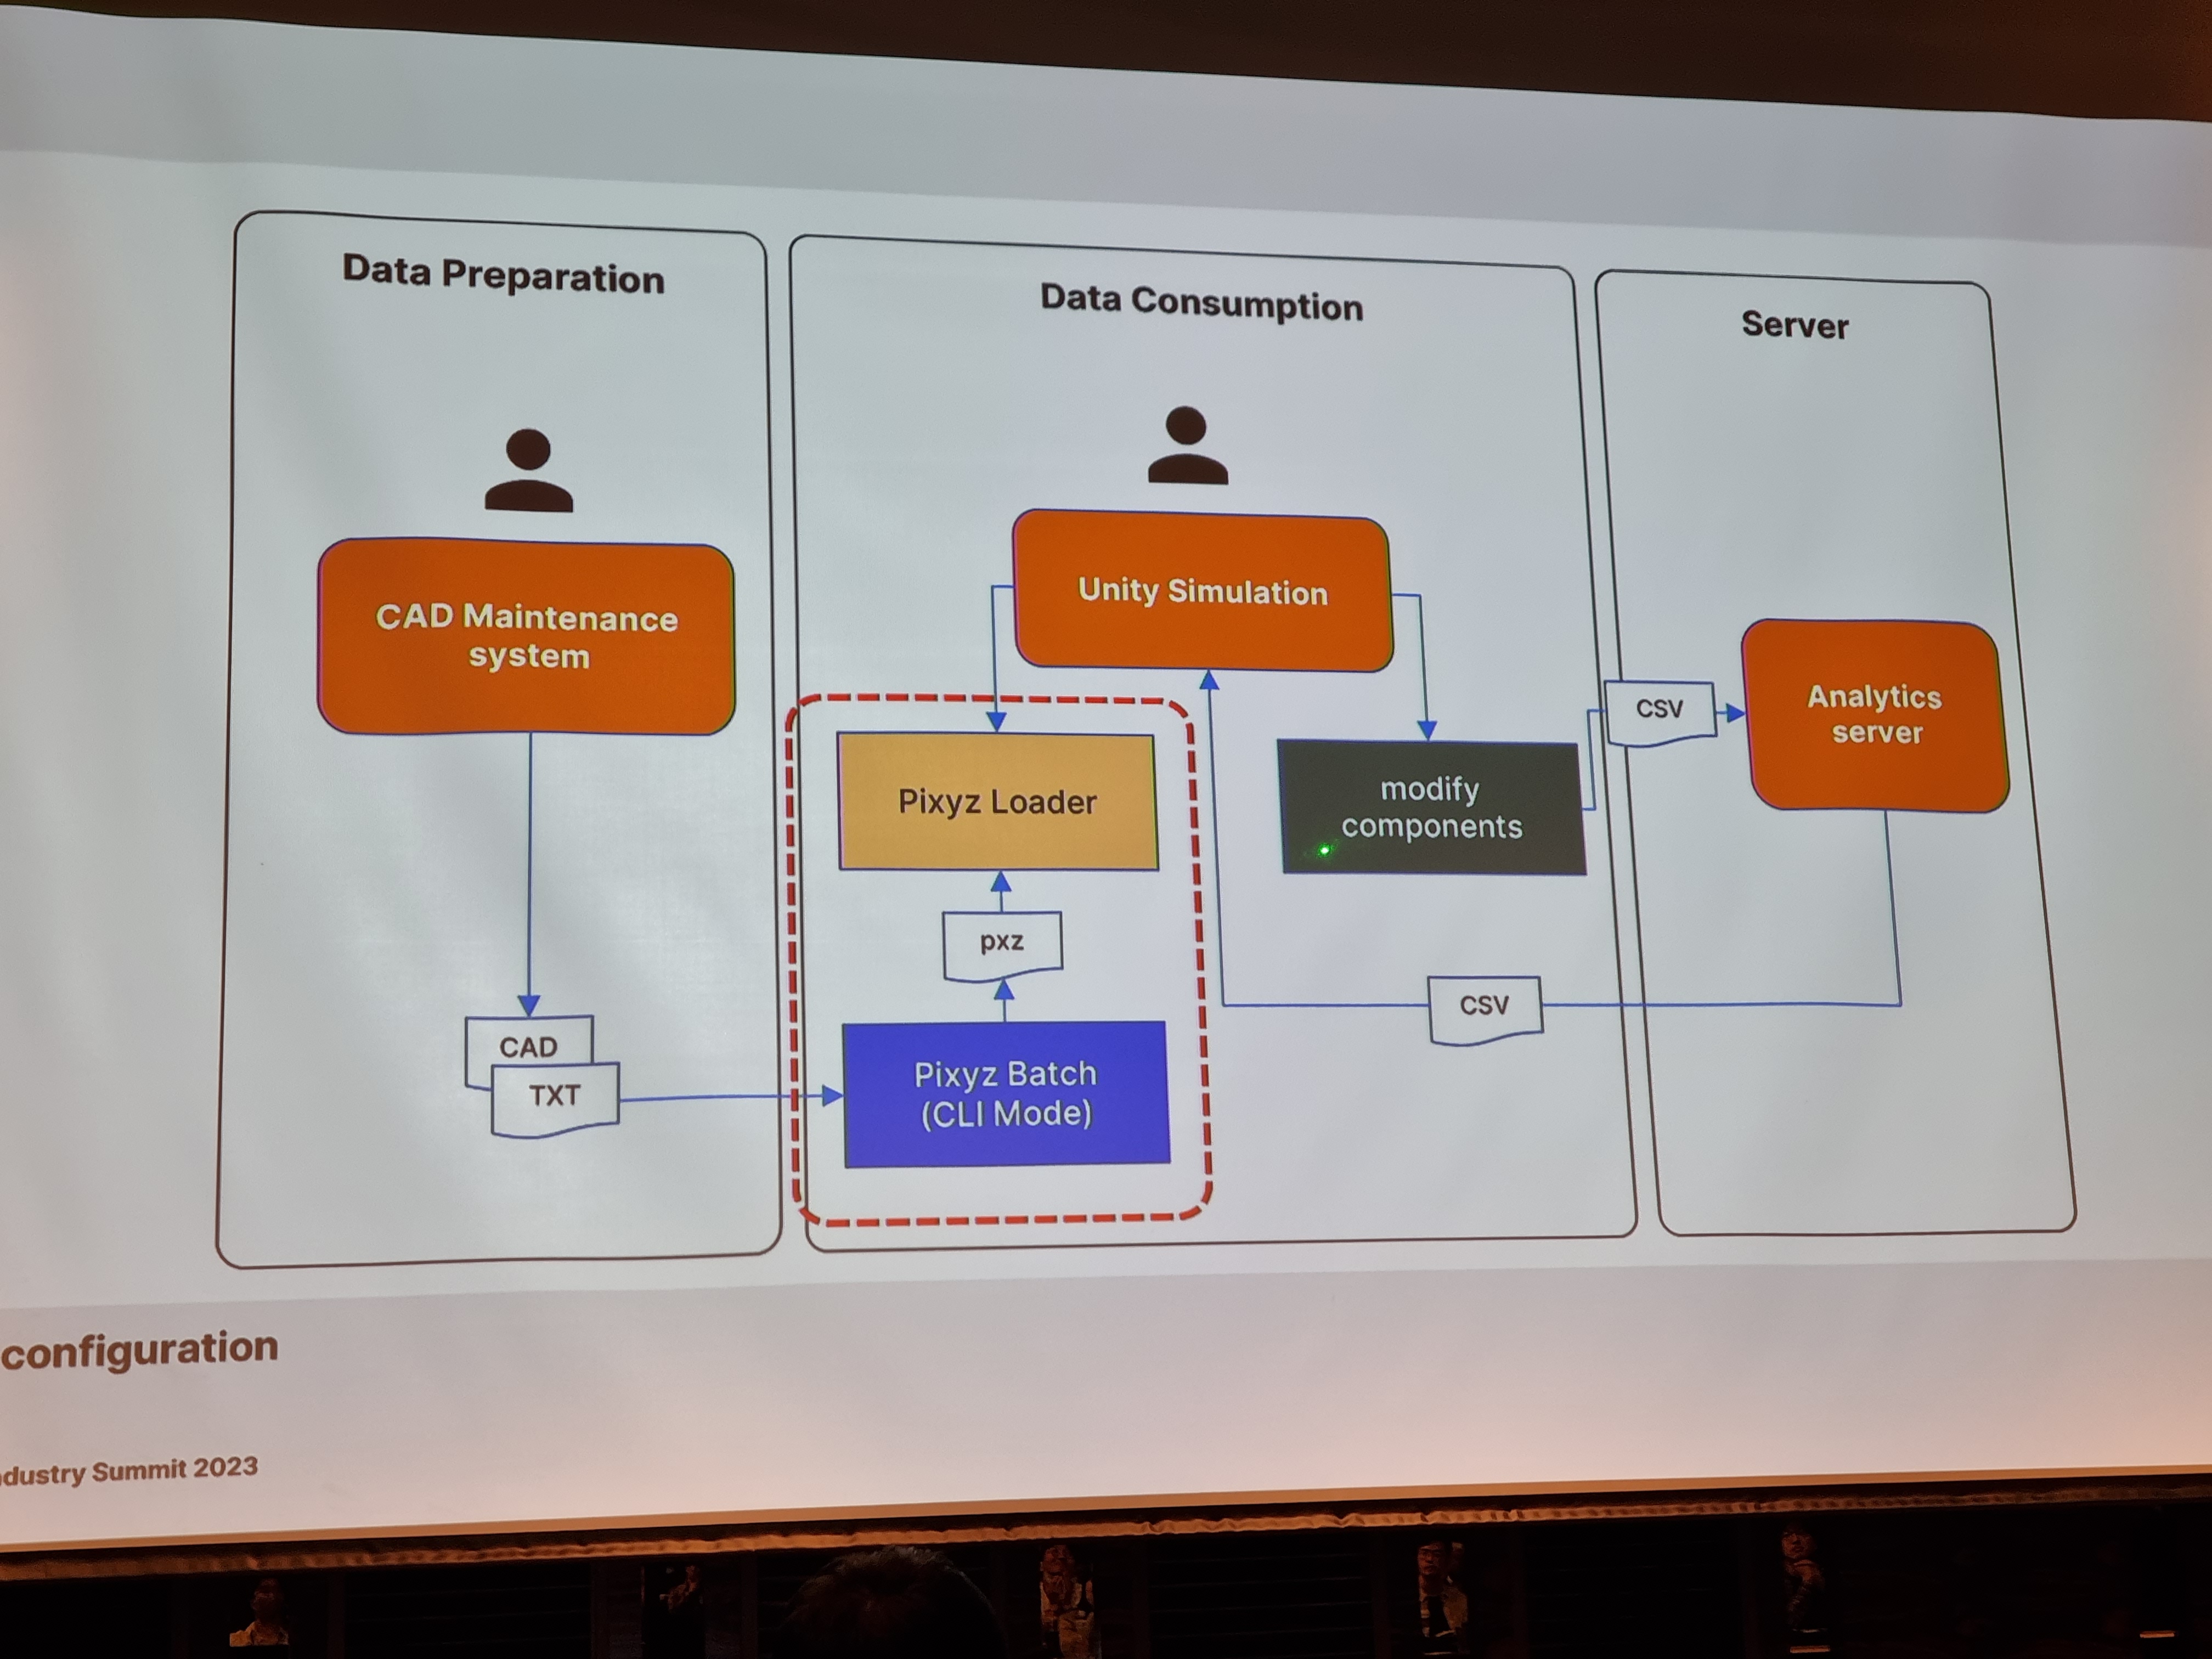 Data Preparation
Data Consumption
Server
CAD Maintenance
system
Unity Simulation
Analytics
server
CSV
Pixyz Loader
modify
components
pxz
CSV
CAD
TXT
Pixyz Batch
(CLI Mode)
configuration
ndustry Summit 2023